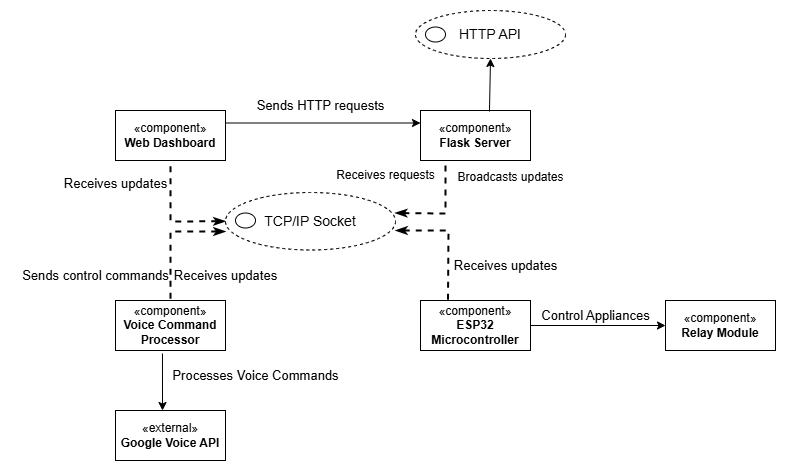 HTTP API
Sends HTTP requests
«component»
Web Dashboard
«component»
Flask Server
Receives updates
Receives requests
Broadcasts updates
TCP/IP Socket
Sends control commands
Receives updates
Receives updates
«component»
Voice Command
Processor
«component»
ESP32
Microcontroller
Control Appliances
«component»
Relay Module
Processes Voice Commands
«external»
Google Voice API